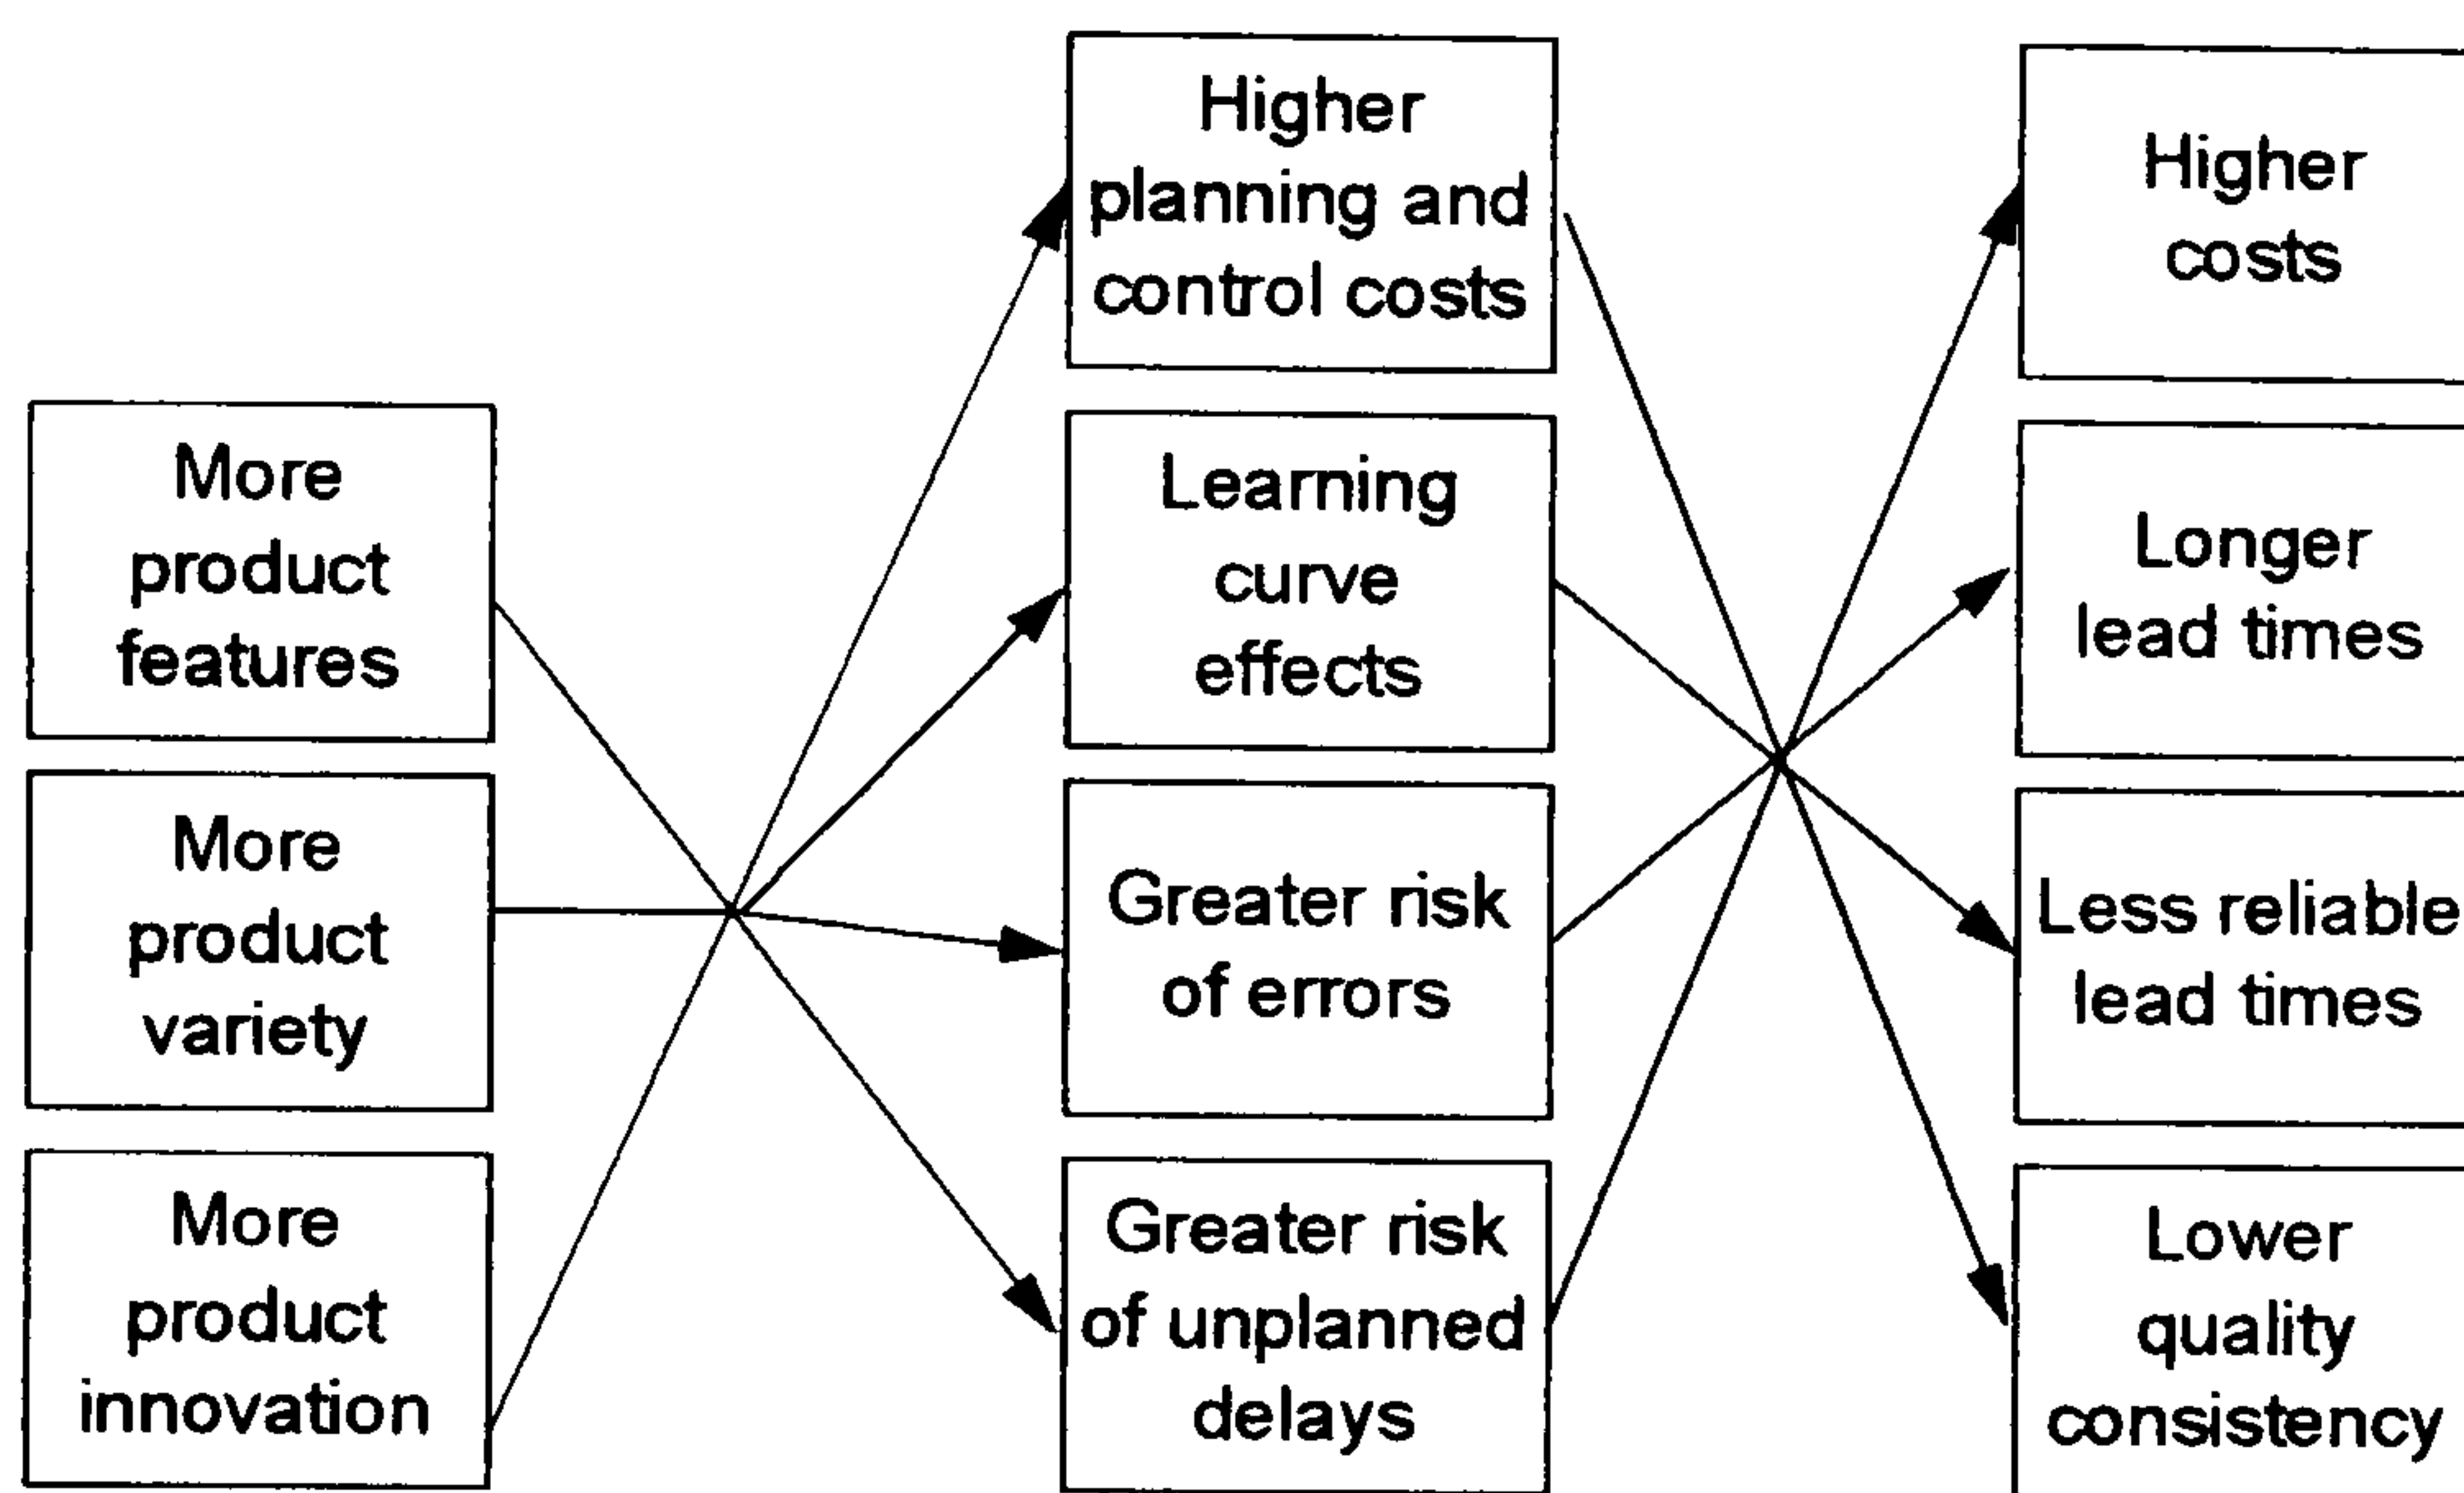 More
product
features
More
product
variety
More
product
innovation
Higher
planning and
control costs
Learning
curve
effects
Greater risk
of errors
Greater risk
of unplanned
delays
Higher
costs
Longer
lead times
Less reliable
lead times
Lower
quality
consistency